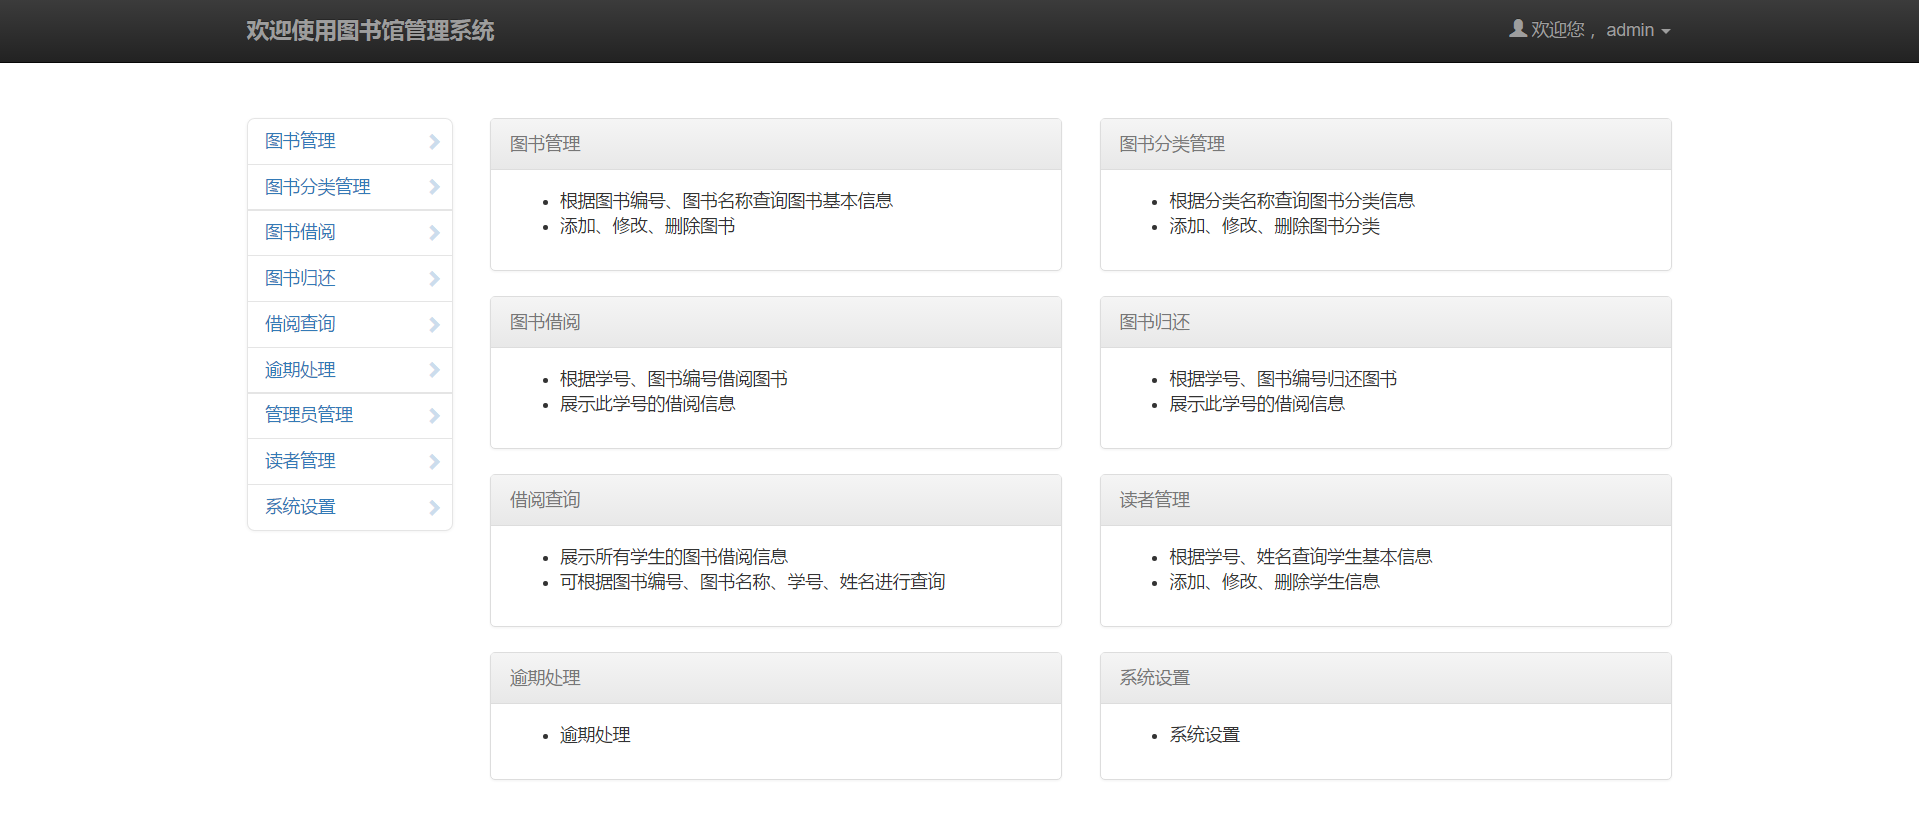 欢迎使用图书馆管理系统
欢迎您， admin
图书管理
图书分类管理
图书借阅
图书归还
借阅查询
逾期处理
管理员管理
读者管理
系统设置
图书管理
根据图书编号、图书名称查询图书基本信息
添加、修改、删除图书
图书分类管理
根据分类名称查询图书分类信息
添加、修改、删除图书分类
图书借阅
根据学号、图书编号借阅图书
展示此学号的借阅信息
图书归还
根据学号、图书编号归还图书
展示此学号的借阅信息
借阅查询
展示所有学生的图书借阅信息
可根据图书编号、图书名称、学号、姓名进行查询
读者管理
根据学号、姓名查询学生基本信息
添加、修改、删除学生信息
逾期处理
逾期处理
系统设置
系统设置